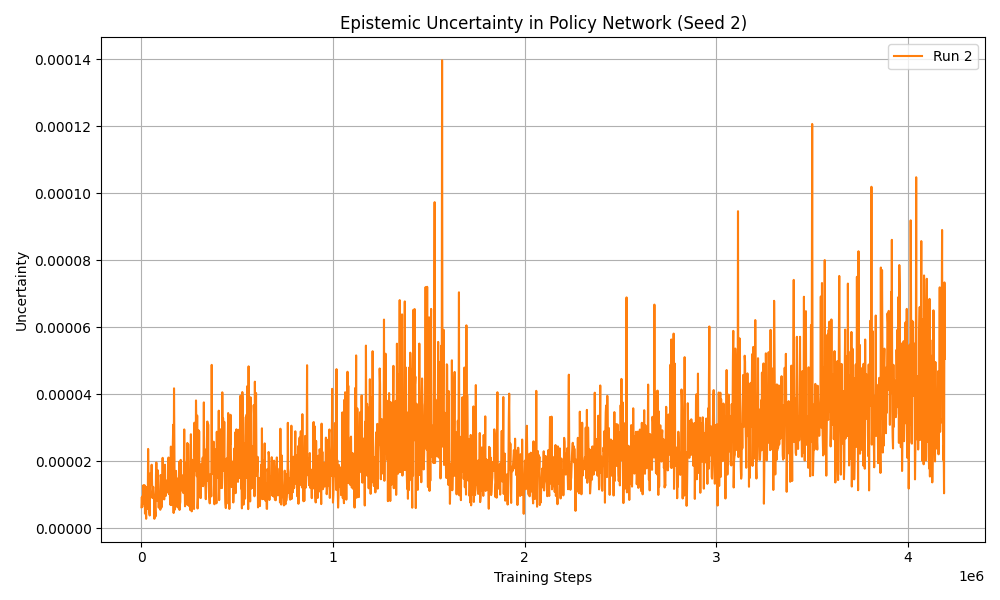 Epistemic Uncertainty in Policy Network (Seed 2)
Run 2
0.00014
0.00012
0.00010
0.00008
0.00006
0.00004
0.00002
0.00000
Uncertainty
0 1 2 3 4
1e6
Training Steps